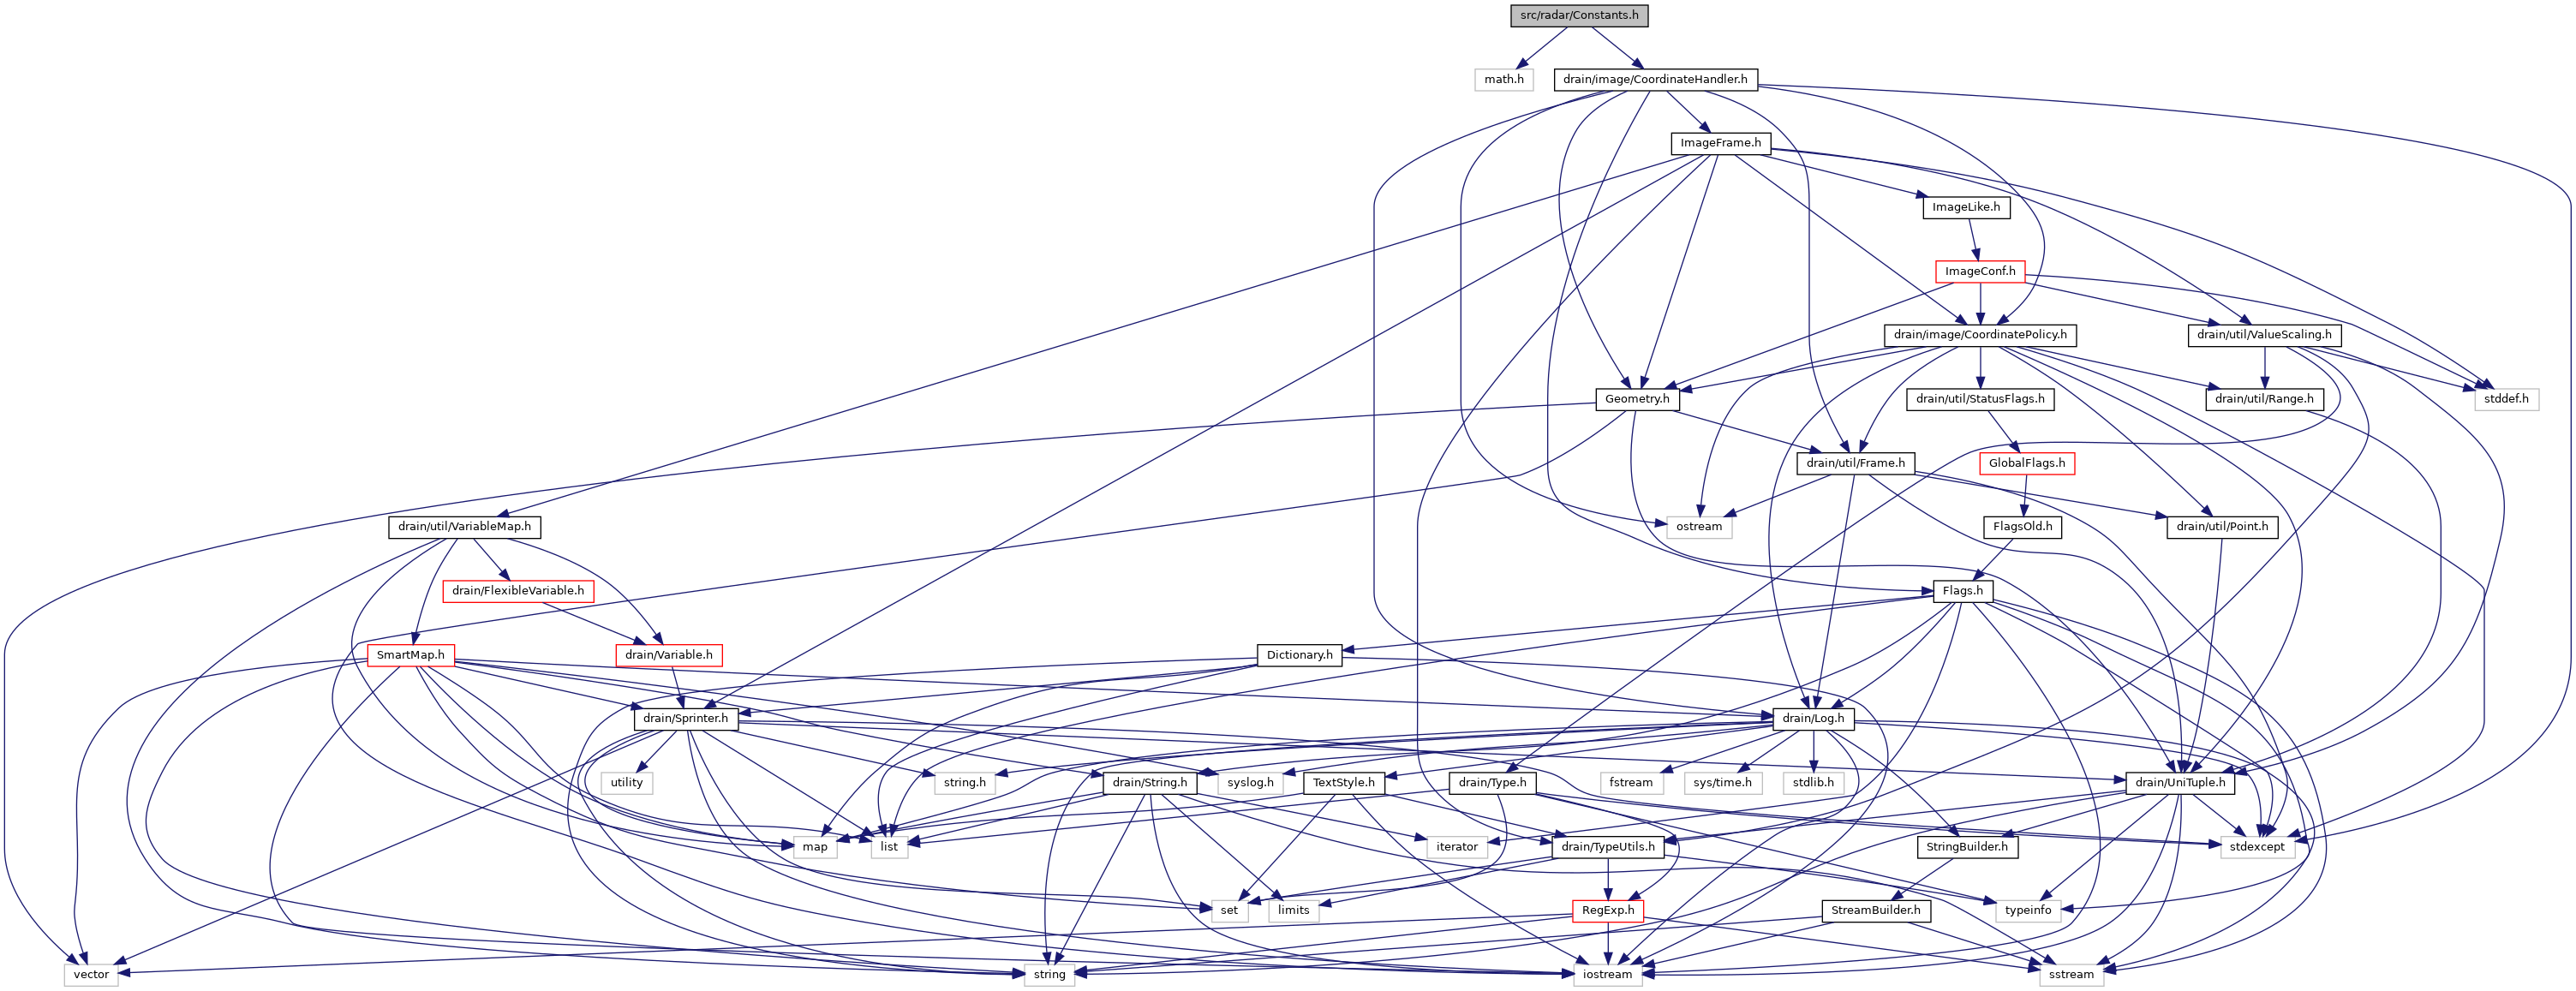 src/radar/Constants.h
math.h
drain/image/CoordinateHandler.h
ImageFrame.h
ImageLike.h
ImageConf.h
drain/image/CoordinatePolicy.h
drain/util/ValueScaling.h
Geometry.h
drain/util/StatusFlags.h
drain/util/Range.h
stddef.h
drain/util/Frame.h
GlobalFlags.h
drain/util/VariableMap.h
ostream
FlagsOld.h
drain/util/Point.h
drain/FlexibleVariable.h
Flags.h
SmartMap.h
drain/Variable.h
Dictionary.h
drain/Sprinter.h
drain/Log.h
utility
string.h
drain/String.h
syslog.h
TextStyle.h
drain/Type.h
fstream
sys/time.h
stdlib.h
drain/UniTuple.h
map
list
iterator
drain/TypeUtils.h
StringBuilder.h
stdexcept
set
limits
RegExp.h
StreamBuilder.h
typeinfo
vector
string
iostream
sstream